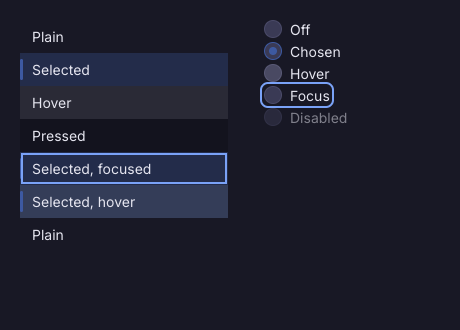 Plain
Selected
Hover
Pressed
Selected, focused
Selected, hover
Plain
Off
Chosen
Hover
Focus
Disabled